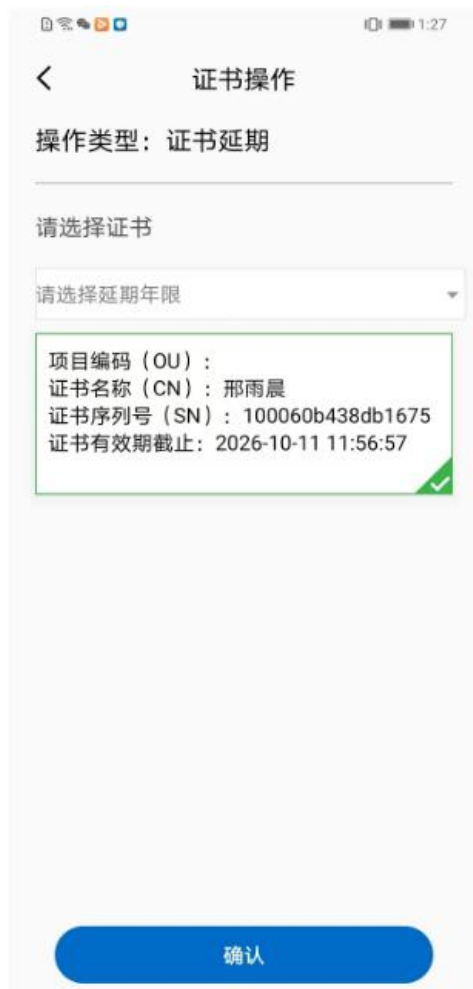 1:27
证书操作
操作类型：证书延期
请选择证书
请选择延期年限
项目编码（OU）：
证书名称（CN）：邢雨晨
证书序列号（SN）：100060b438db1675
证书有效期截止：2026-10-11 11:56:57
确认